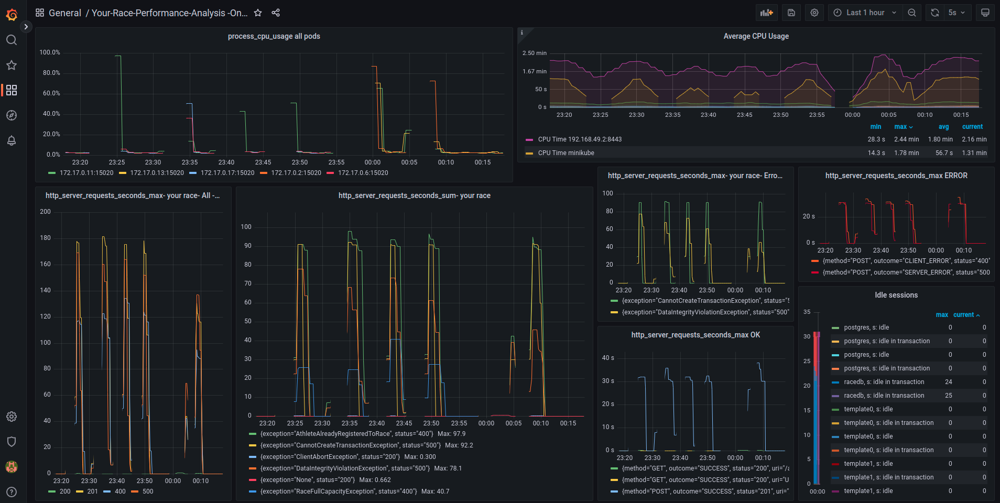 General / Your-Race-Performance-Analysis -On...
Last 1 hour
5s
process_cpu_usage all pods
100.0%
80.0%
60.0%
40.0%
20.0%
0.0%
23:20 23:25 23:30 23:35 23:40 23:45 23:50 23:55 00:00 00:05 00:10 00:15
172.17.0.11:15020 172.17.0.13:15020 172.17.0.17:15020 172.17.0.2:15020 172.17.0.6:15020
i
Average CPU Usage
2.50 min
1.67 min
50 s
0 s
23:20 23:25 23:30 23:35 23:40 23:45 23:50 23:55 00:00 00:05 00:10 00:15
min max avg current
CPU Time 192.168.49.2:8443 28.3 s 2.44 min 1.80 min 2.16 min
CPU Time minikube 14.3 s 1.78 min 56.7 s 1.31 min
http_server_requests_seconds_max- your race- All -...
200
180
160
140
120
100
80
60
40
20
0
23:20 23:30 23:40 23:50 00:00 00:10
200 201 400 500
http_server_requests_seconds_sum- your race
100
90
80
70
60
50
40
30
20
10
0
23:20 23:25 23:30 23:35 23:40 23:45 23:50 23:55 00:00 00:05 00:10 00:15
{exception="AthleteAlreadyRegisteredToRace", status="400"} Max: 97.9
{exception="CannotCreateTransactionException", status="500"} Max: 92.2
{exception="ClientAbortException", status="200"} Max: 0.300
{exception="DataIntegrityViolationException", status="500"} Max: 78.1
{exception="None", status="200"} Max: 0.662
{exception="RaceFullCapacityException", status="400"} Max: 40.7
http_server_requests_seconds_max- your race- Erro...
100
80
60
40
20
0
23:20 23:30 23:40 23:50 00:00 00:10
{exception="CannotCreateTransactionException", status="5
{exception="DataIntegrityViolationException", status="500"
http_server_requests_seconds_max OK
40 s
30 s
20 s
10 s
0 s
23:20 23:30 23:40 23:50 00:00 00:10
{method="GET", outcome="SUCCESS", status="200", uri="/a
{method="GET", outcome="SUCCESS", status="200", uri="U
{method="POST", outcome="SUCCESS", status="201", uri="
http_server_requests_seconds_max ERROR
20 s
0 s
23:20 23:30 23:40 23:50 00:00 00:10
{method="POST", outcome="CLIENT_ERROR", status="400"
{method="POST", outcome="SERVER_ERROR", status="500
Idle sessions
35
30
25
20
15
10
5
0
00:00
max current
postgres, s: idle 0 0
postgres, s: idle in transaction 0 0
postgres, s: idle 0 0
postgres, s: idle in transaction 0 0
racedb, s: idle in transaction 24 0
racedb, s: idle in transaction 25 0
template0, s: idle 0 0
template0, s: idle in transaction 0 0
template0, s: idle 0 0
template0, s: idle in transaction 0 0
template1, s: idle 0 0
template1, s: idle in transaction 0 0
template1, s: idle 0 0